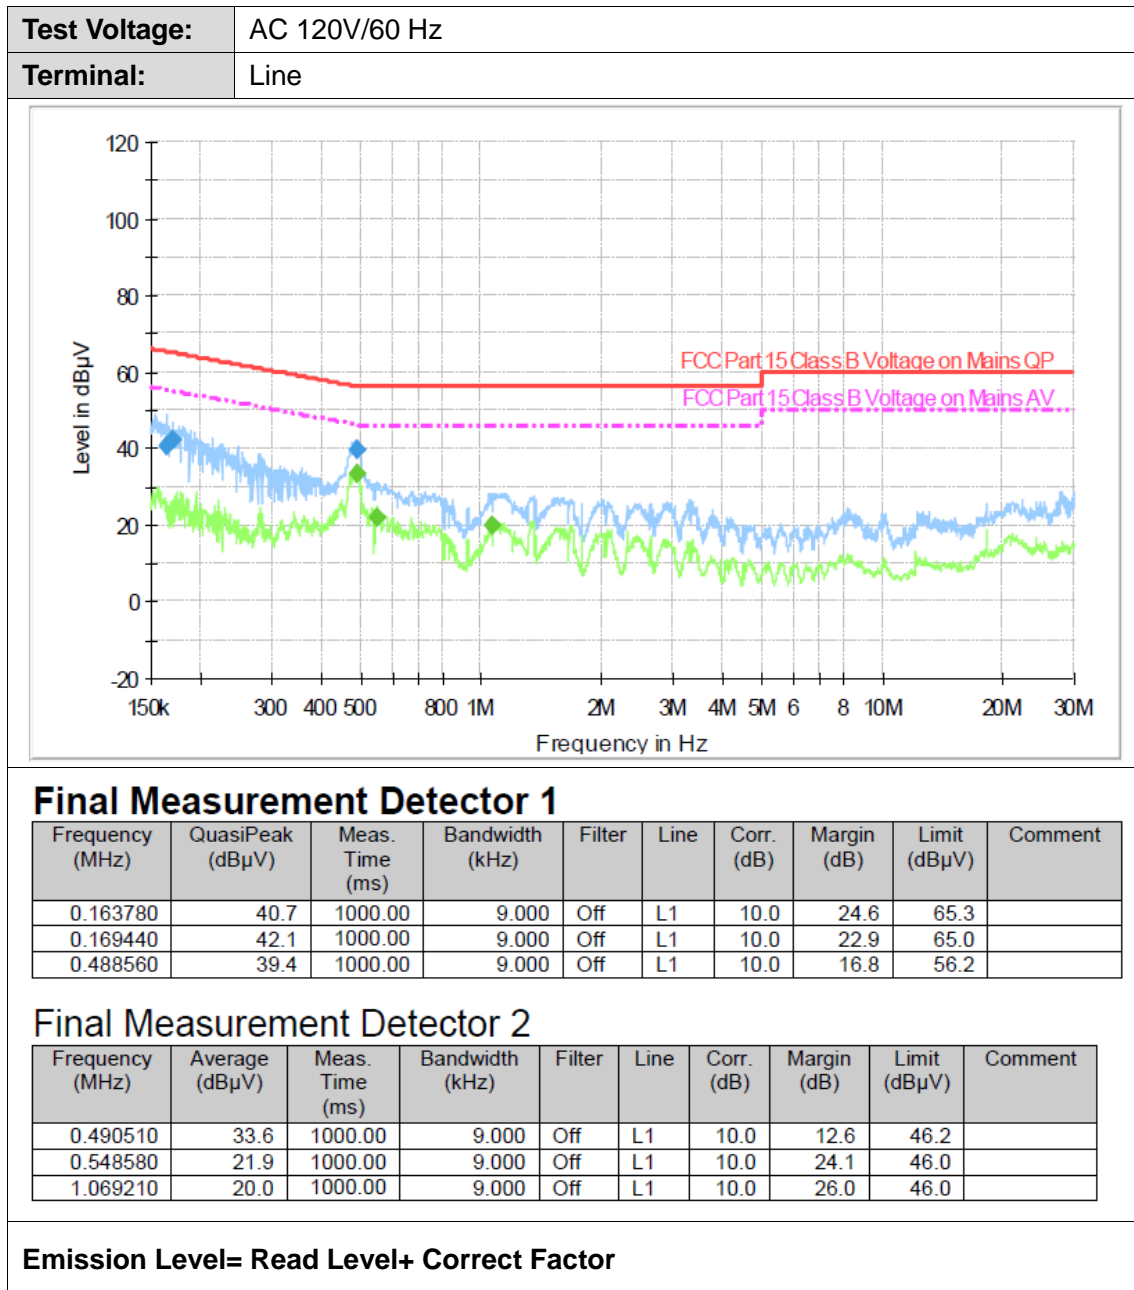 Test Voltage: AC 120V/60 Hz
Terminal: Line
120
100
80
60
40
20
0
-20
Level in dBµV
FCC Part 15 Class B Voltage on Mains QP
FCC Part 15 Class B Voltage on Mains AV
150k 300 400 500 800 1M 2M 3M 4M 5M 6 8 10M 20M 30M
Frequency in Hz
Final Measurement Detector 1
Frequency (MHz) QuasiPeak (dBµV) Meas. Time (ms) Bandwidth (kHz) Filter Line Corr. (dB) Margin (dB) Limit (dBµV) Comment
0.163780 40.7 1000.00 9.000 Off L1 10.0 24.6 65.3
0.169440 42.1 1000.00 9.000 Off L1 10.0 22.9 65.0
0.488560 39.4 1000.00 9.000 Off L1 10.0 16.8 56.2
Final Measurement Detector 2
Frequency (MHz) Average (dBµV) Meas. Time (ms) Bandwidth (kHz) Filter Line Corr. (dB) Margin (dB) Limit (dBµV) Comment
0.490510 33.6 1000.00 9.000 Off L1 10.0 12.6 46.2
0.548580 21.9 1000.00 9.000 Off L1 10.0 24.1 46.0
1.069210 20.0 1000.00 9.000 Off L1 10.0 26.0 46.0
Emission Level= Read Level+ Correct Factor